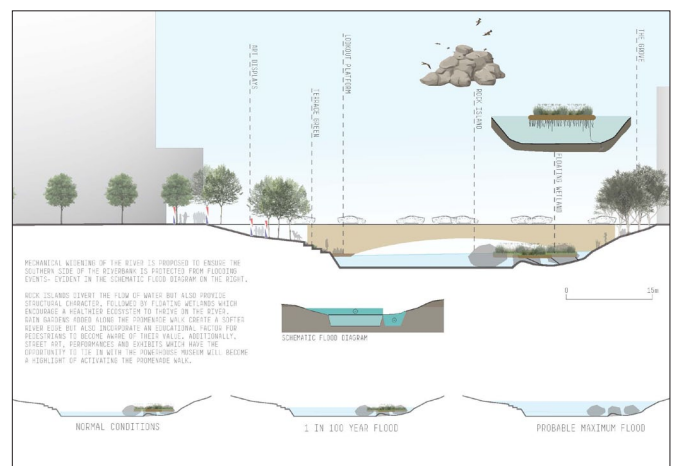 ART DISPLAYS
TERRACE GREEN
LOOKOUT PLATFORM
ROCK ISLAND
FLOATING WETLAND
THE GROVE
MECHANICAL WIDENING OF THE RIVER IS PROPOSED TO ENSURE THE
SOUTHERN SIDE OF THE RIVERBANK IS PROTECTED FROM FLOODING
EVENTS- EVIDENT IN THE SCHEMATIC FLOOD DIAGRAM ON THE RIGHT.
ROCK ISLANDS DIVERT THE FLOW OF WATER BUT ALSO PROVIDE
STRUCTURAL CHARACTER, FOLLOWED BY FLOATING WETLANDS WHICH
ENCOURAGE A HEALTHIER ECOSYSTEM TO THRIVE ON THE RIVER.
RAIN GARDENS ADDED ALONG THE PROMENADE WALK CREATE A SOFTER
RIVER EDGE BUT ALSO INCORPORATE AN EDUCATIONAL FACTOR FOR
PEDESTRIANS TO BECOME AWARE OF THEIR VALUE. ADDITIONALLY,
STREET ART, PERFORMANCES AND EXHIBITS WHICH HAVE THE
OPPORTUNITY TO TIE IN WITH THE POWERHOUSE MUSEUM WILL BECOME
A HIGHLIGHT OF ACTIVATING THE PROMENADE WALK.
0 15m
SCHEMATIC FLOOD DIAGRAM
NORMAL CONDITIONS
1 IN 100 YEAR FLOOD
PROBABLE MAXIMUM FLOOD